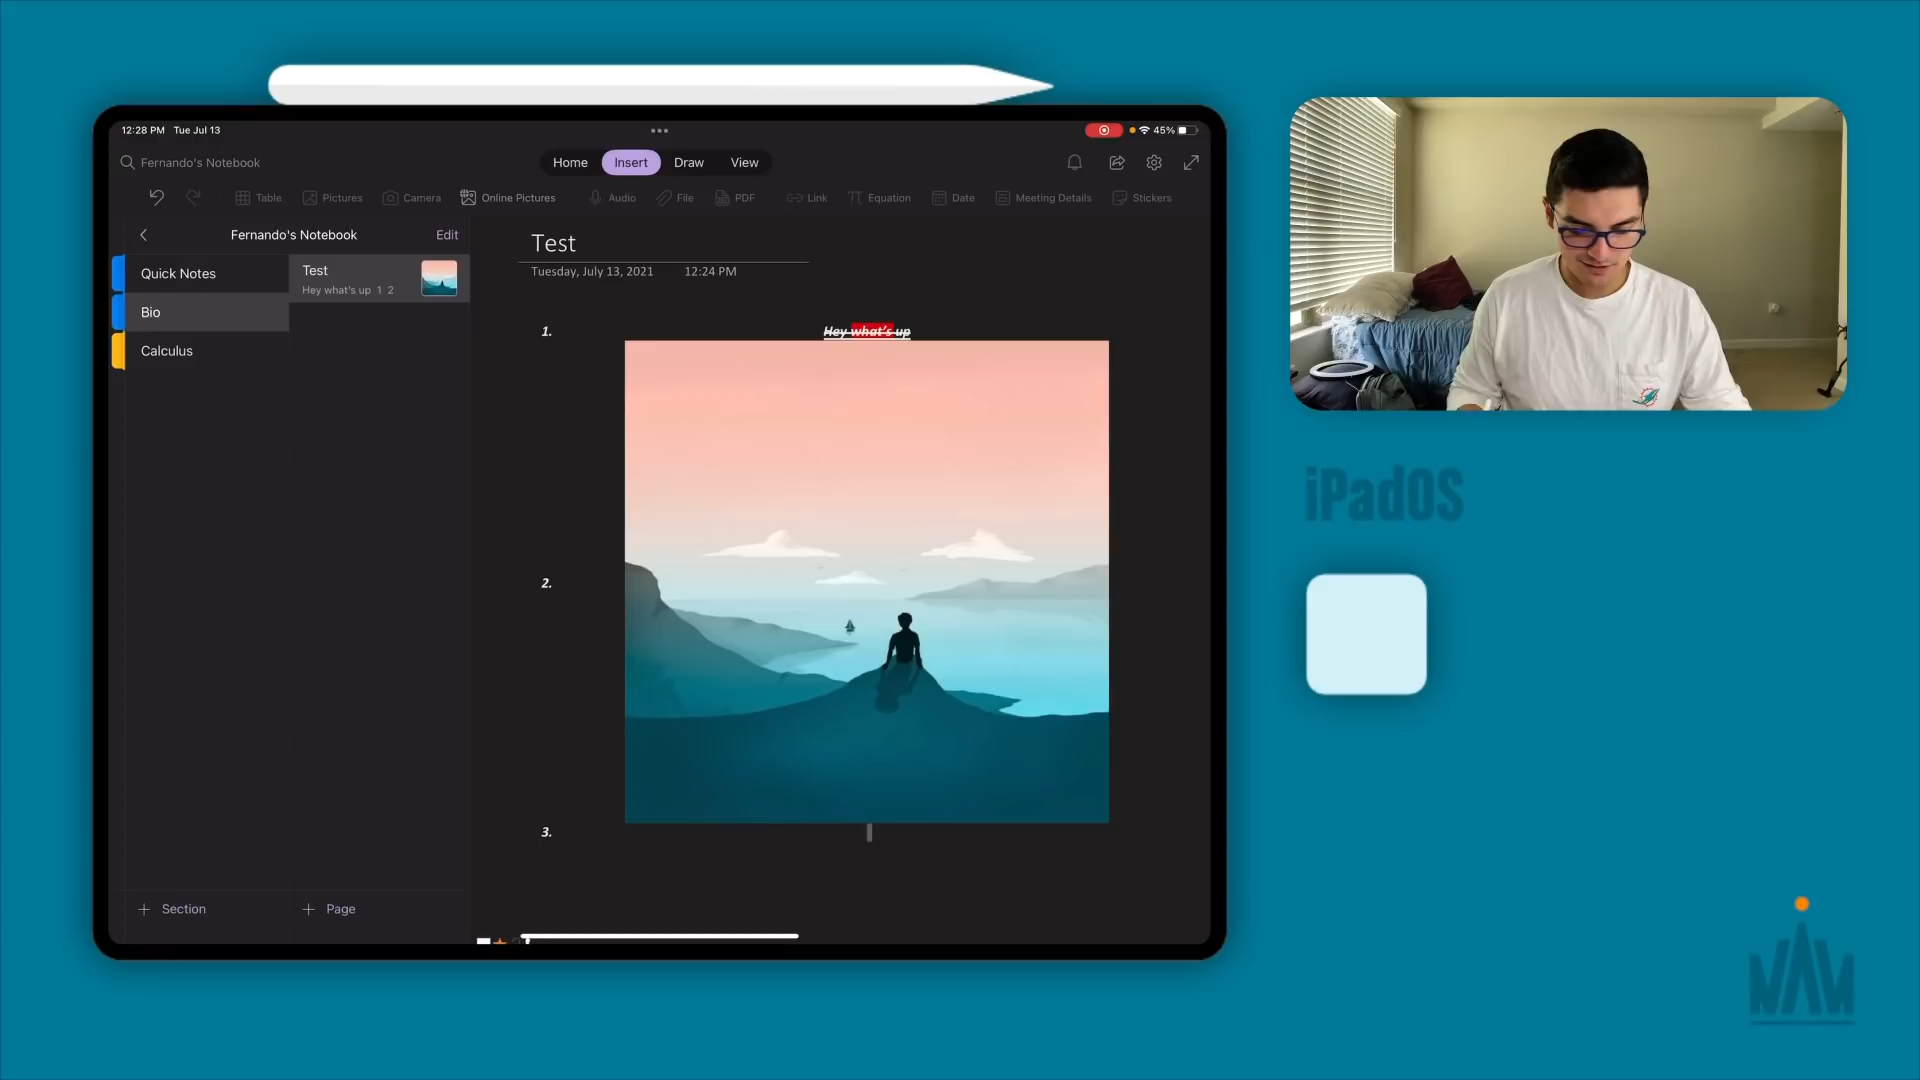 12:28 PM Tue Jul 13
45%
Fernando's Notebook
Home Insert Draw View
Table Pictures Camera Online Pictures Audio File PDF Link Equation Date Meeting Details Stickers
Fernando's Notebook Edit
Quick Notes
Bio
Calculus
Test
Hey what's up 1 2
Test
Tuesday, July 13, 2021 12:24 PM
1. Hey what's up
2.
3.
+ Section
+ Page
iPadOS